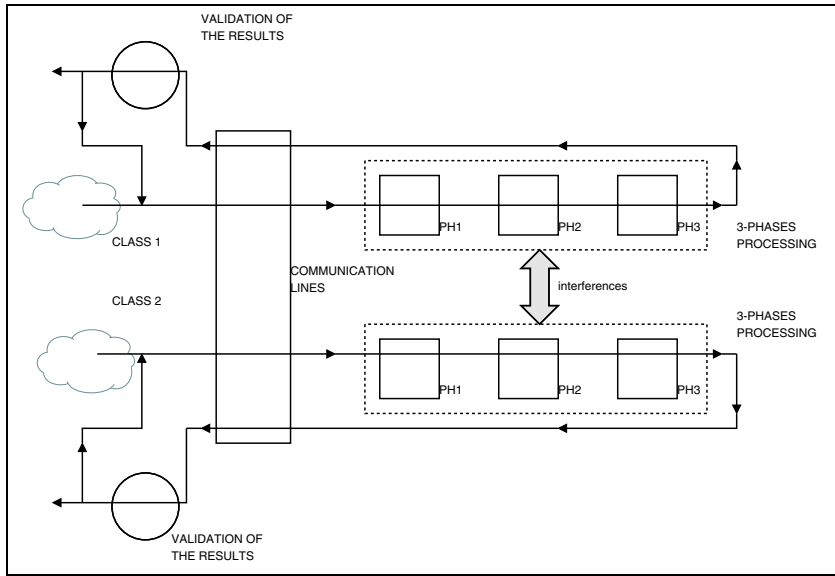 VALIDATION OF
THE RESULTS
CLASS 1
PH1
PH2
PH3
3-PHASES
PROCESSING
COMMUNICATION
LINES
interferences
CLASS 2
3-PHASES
PROCESSING
PH1
PH2
PH3
VALIDATION OF
THE RESULTS